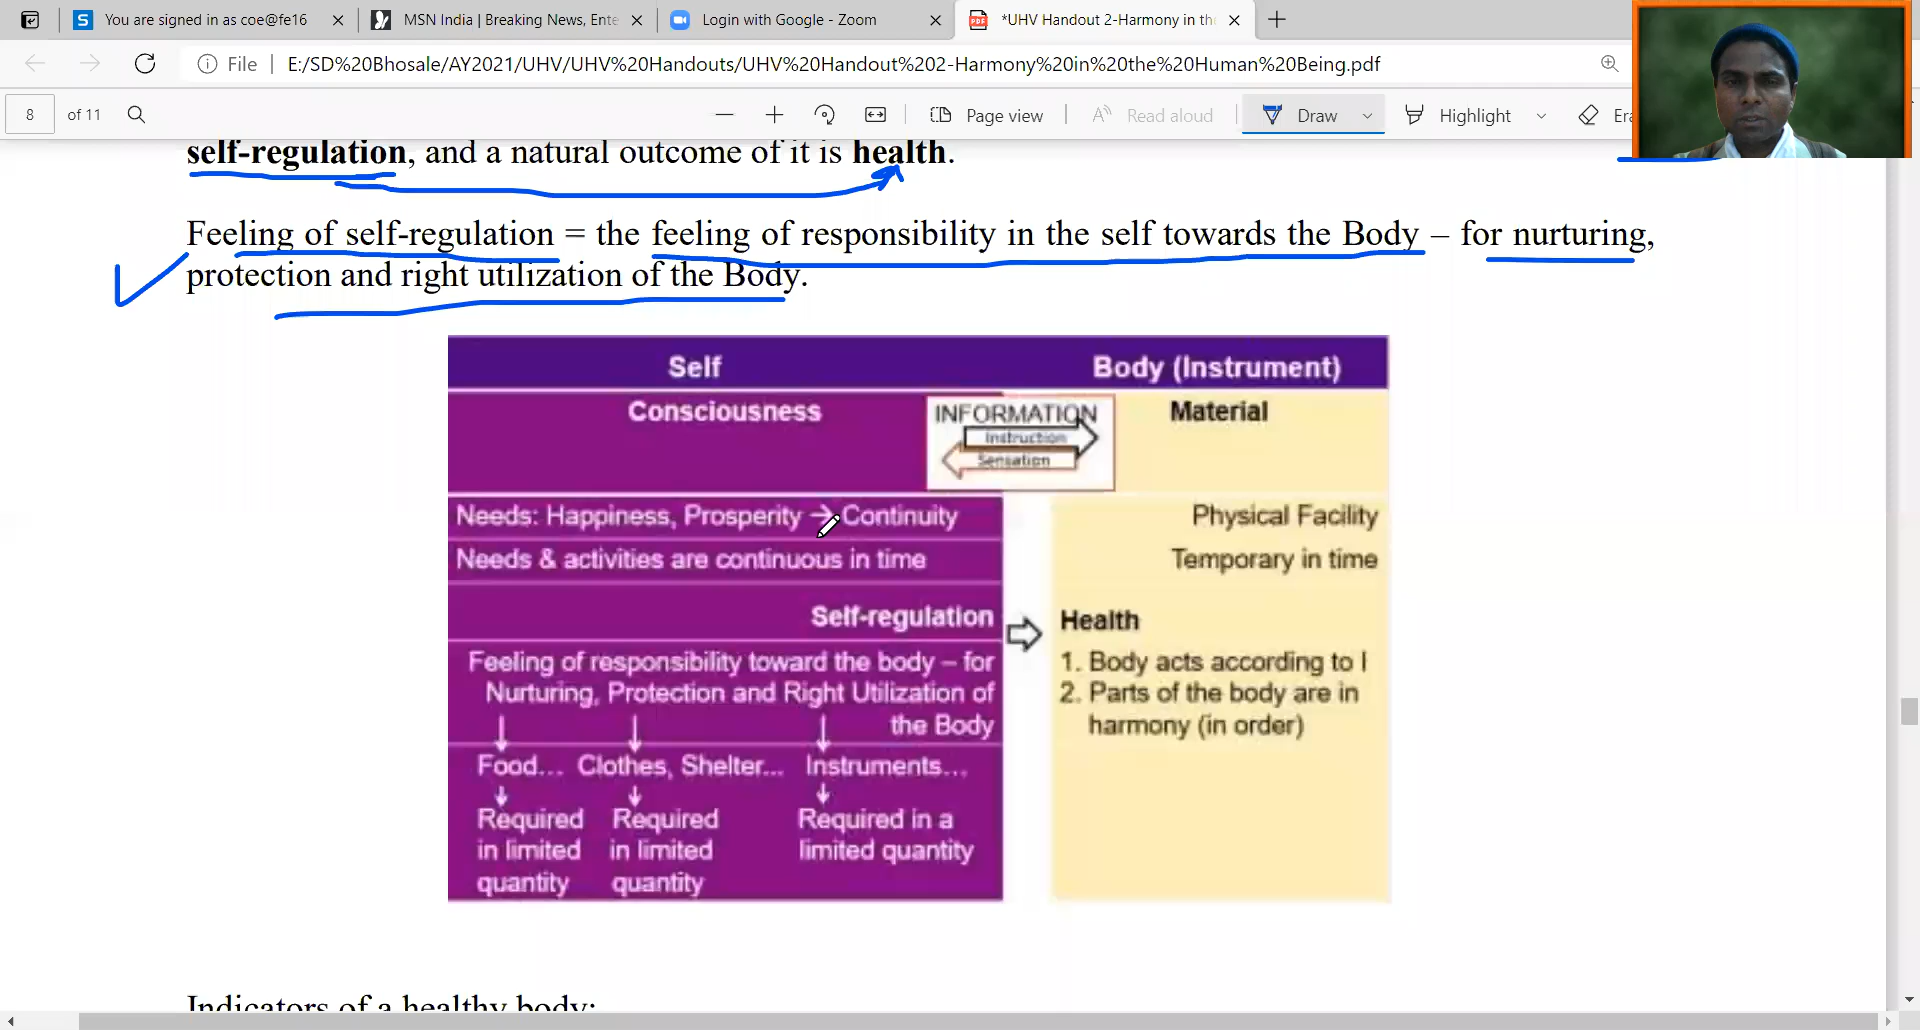 You are signed in as coe@fe16
MSN India | Breaking News, Ente
Login with Google - Zoom
*UHV Handout 2-Harmony in th
File
E:/SD%20Bhosale/AY2021/UHV/UHV%20Handouts/UHV%20Handout%202-Harmony%20in%20the%20Human%20Being.pdf
8 of 11
Page view
Read aloud
Draw
Highlight
Era
self-regulation, and a natural outcome of it is health.
Feeling of self-regulation = the feeling of responsibility in the self towards the Body – for nurturing,
protection and right utilization of the Body.
Self
Body (Instrument)
Consciousness
INFORMATION
Instruction
Sensation
Material
Needs: Happiness, Prosperity → Continuity
Physical Facility
Needs & activities are continuous in time
Temporary in time
Self-regulation
Feeling of responsibility toward the body – for
Nurturing, Protection and Right Utilization of
the Body
Food...
Clothes, Shelter...
Instruments...
Required
in limited
quantity
Required
in limited
quantity
Required in a
limited quantity
Health
1. Body acts according to I
2. Parts of the body are in
harmony (in order)
Indicators of a healthy body: